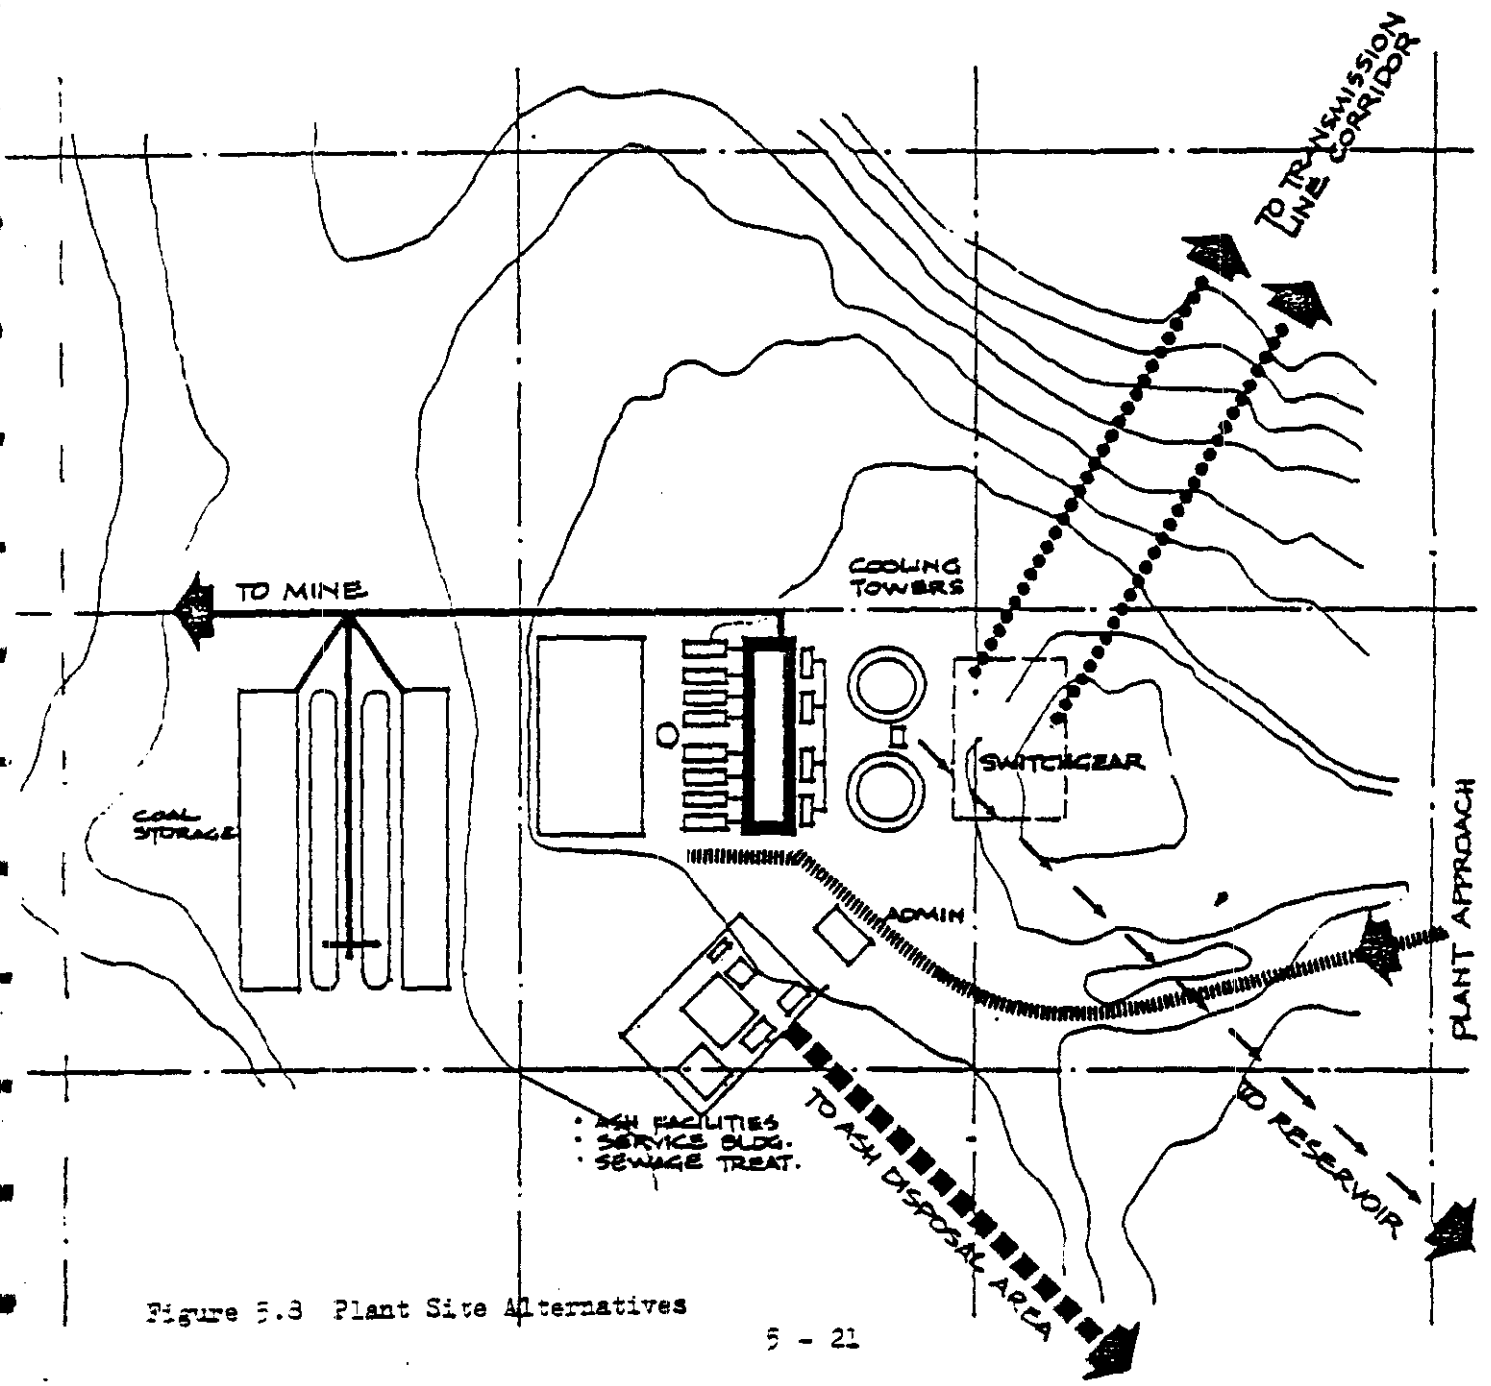 TO TRANSMISSION
LINE CORRIDOR
TO MINE
COOLING
TOWERS
SWITCHGEAR
COAL
STORAGE
ADMIN
PLANT APPROACH
• ASH FACILITIES
• SERVICE BLDG.
• SEWAGE TREAT.
TO ASH DISPOSAL AREA
TO RESERVOIR
Figure 5.8 Plant Site Alternatives
5 - 21